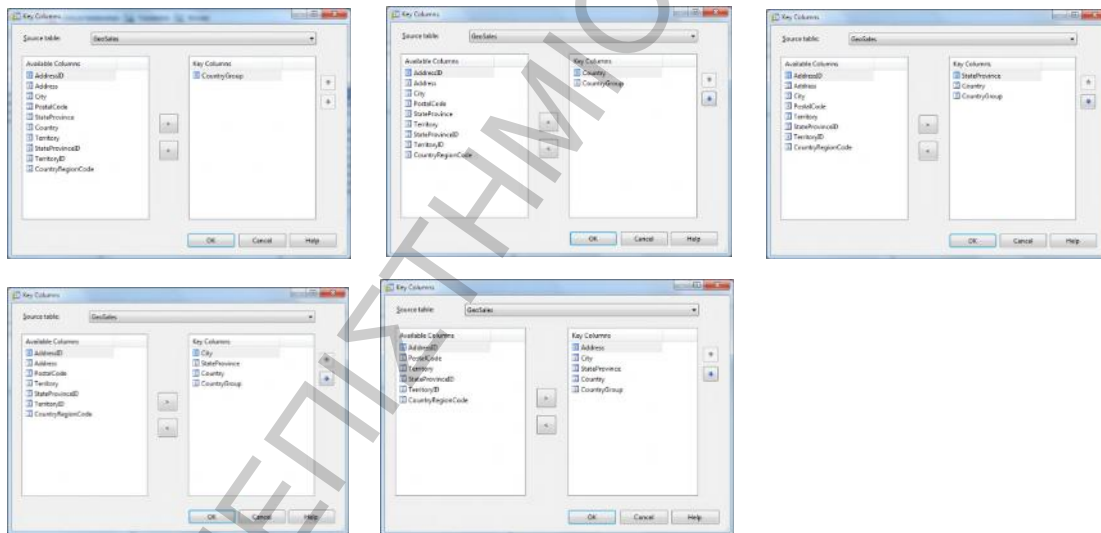 Key Columns
Source table: GeoSales
Available Columns
AddressID
Address
City
PostalCode
StateProvince
Country
Territory
StateProvinceID
TerritoryID
CountryRegionCode
Key Columns
CountryGroup
>
<
OK Cancel Help
Key Columns
Source table: GeoSales
Available Columns
AddressID
Address
City
PostalCode
StateProvince
Territory
StateProvinceID
TerritoryID
CountryRegionCode
Key Columns
Country
CountryGroup
>
<
OK Cancel Help
Key Columns
Source table: GeoSales
Available Columns
AddressID
Address
City
PostalCode
Territory
StateProvinceID
TerritoryID
CountryRegionCode
Key Columns
StateProvince
Country
CountryGroup
>
<
OK Cancel Help
Key Columns
Source table: GeoSales
Available Columns
AddressID
Address
PostalCode
Territory
StateProvinceID
TerritoryID
CountryRegionCode
Key Columns
City
StateProvince
Country
CountryGroup
>
<
OK Cancel Help
Key Columns
Source table: GeoSales
Available Columns
AddressID
PostalCode
Territory
StateProvinceID
TerritoryID
CountryRegionCode
Key Columns
Address
City
StateProvince
Country
CountryGroup
>
<
OK Cancel Help